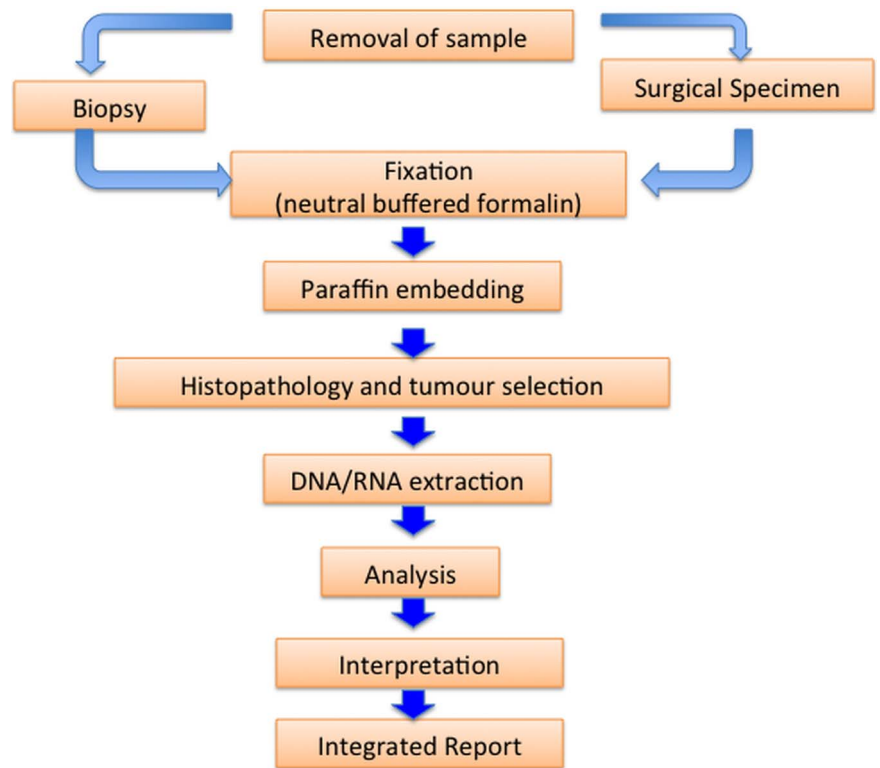 Removal of sample
Biopsy
Surgical Specimen
Fixation
(neutral buffered formalin)
Paraffin embedding
Histopathology and tumour selection
DNA/RNA extraction
Analysis
Interpretation
Integrated Report